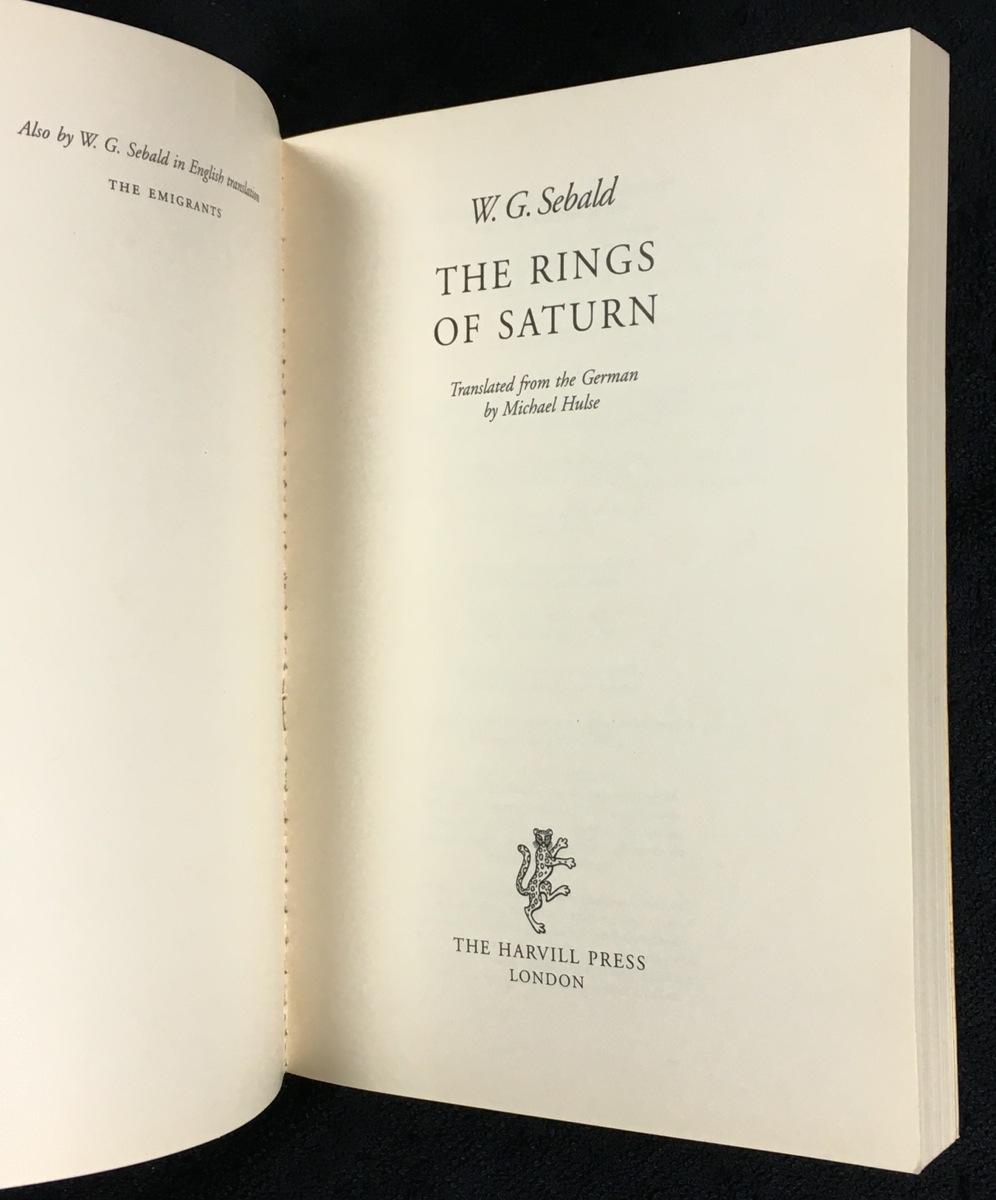 Also by W. G. Sebald in English translation
THE EMIGRANTS
W. G. Sebald
THE RINGS
OF SATURN
Translated from the German
by Michael Hulse
THE HARVILL PRESS
LONDON